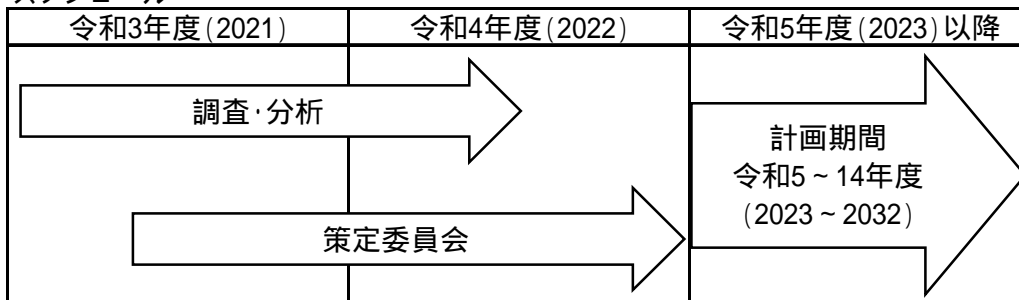 令和3年度(2021)
令和4年度(2022)
令和5年度(2023)以降
調査･分析
計画期間
令和5～14年度
(2023～2032)
策定委員会